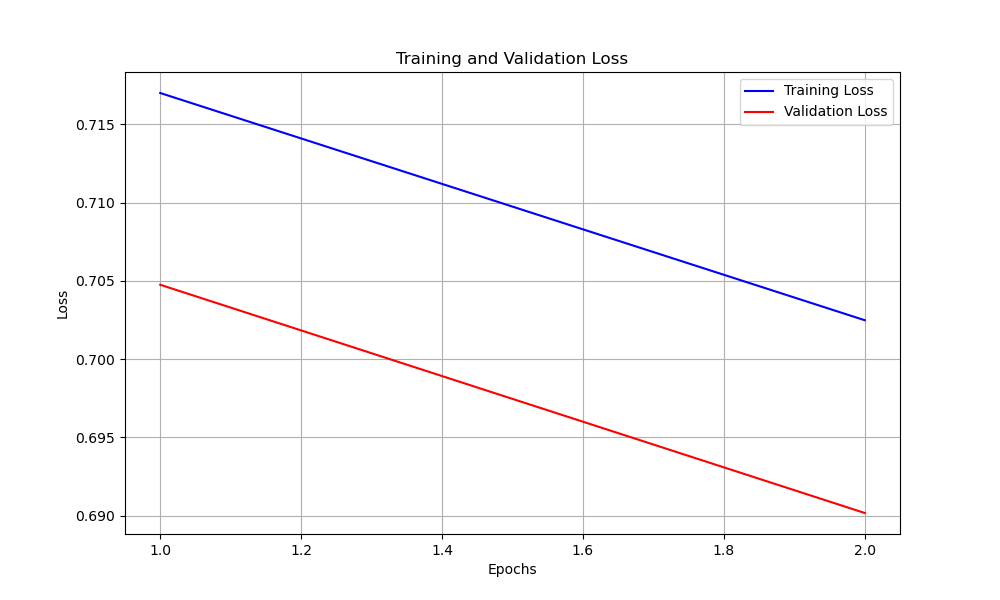 Training and Validation Loss
Training Loss
Validation Loss
0.715
0.710
0.705
0.700
0.695
0.690
Loss
1.0 1.2 1.4 1.6 1.8 2.0
Epochs